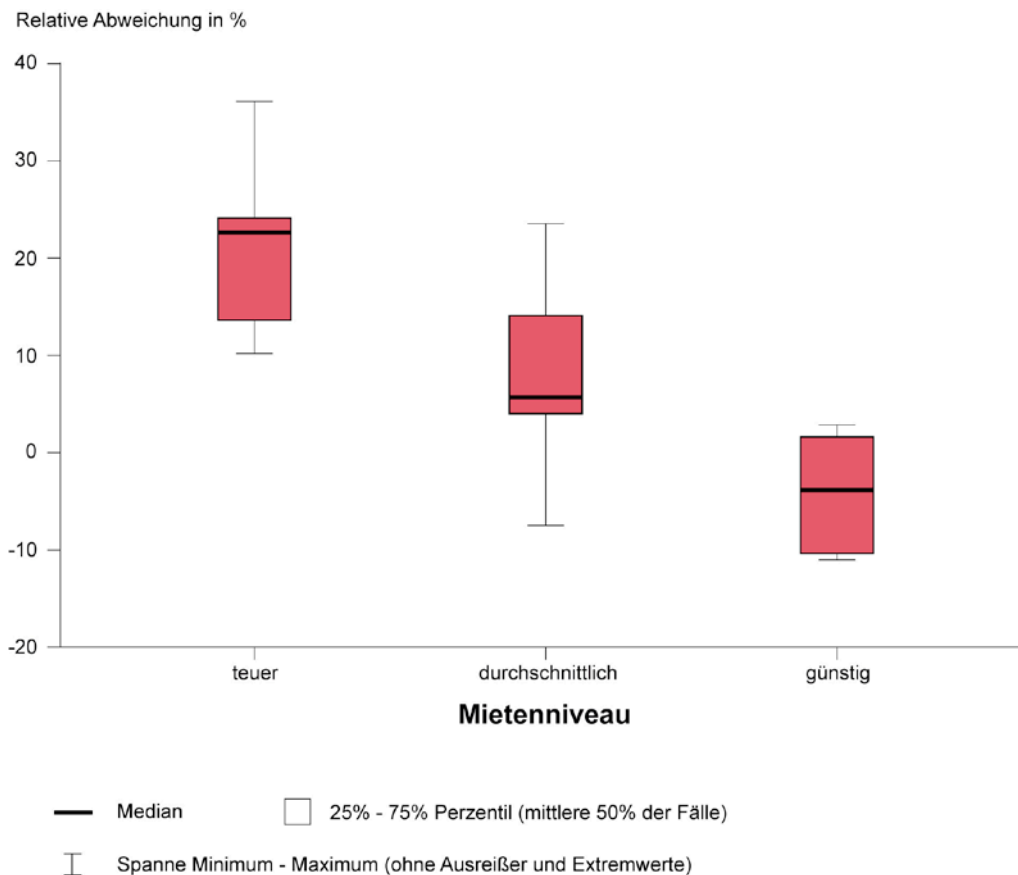 Relative Abweichung in %
40
30
20
10
0
-10
-20
teuer durchschnittlich günstig
Mietenniveau
Median 25% - 75% Perzentil (mittlere 50% der Fälle)
Spanne Minimum - Maximum (ohne Ausreißer und Extremwerte)